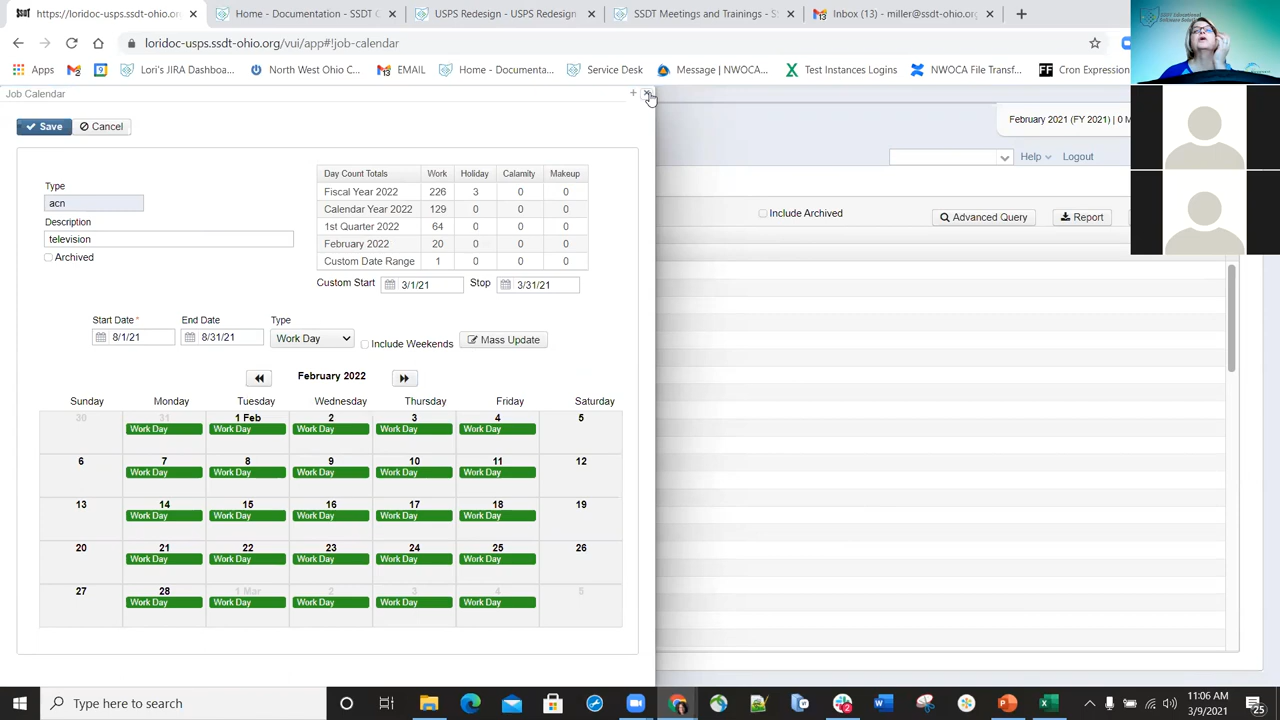 https://loridoc-usps.ssdt-ohio.org Home - Documentation - SSDT C USPS Redesign - USPS Redesign SSDT Meetings and Trainings - S Inbox (13) - miller@ssdt-ohio.org
loridoc-usps.ssdt-ohio.org/vui/app#!job-calendar
Apps Lori's JIRA Dashboa... North West Ohio C... EMAIL Home - Documenta... Service Desk Message | NWOCA... Test Instances Logins NWOCA File Transf... FF Cron Expression
Job Calendar
February 2021 (FY 2021) | 0 M
Save Cancel
Help Logout
Type
acn
Description
television
Archived
Day Count Totals Work Holiday Calamity Makeup
Fiscal Year 2022 226 3 0 0
Calendar Year 2022 129 0 0 0
1st Quarter 2022 64 0 0 0
February 2022 20 0 0 0
Custom Date Range 1 0 0 0
Custom Start 3/1/21 Stop 3/31/21
Include Archived Advanced Query Report
Start Date * End Date Type
8/1/21 8/31/21 Work Day Include Weekends Mass Update
February 2022
Sunday Monday Tuesday Wednesday Thursday Friday Saturday
30 31 1 Feb 2 3 4 5
Work Day Work Day Work Day Work Day Work Day
6 7 8 9 10 11 12
Work Day Work Day Work Day Work Day Work Day
13 14 15 16 17 18 19
Work Day Work Day Work Day Work Day Work Day
20 21 22 23 24 25 26
Work Day Work Day Work Day Work Day Work Day
27 28 1 Mar 2 3 4 5
Work Day Work Day Work Day Work Day Work Day
Type here to search
11:06 AM
3/9/2021
25